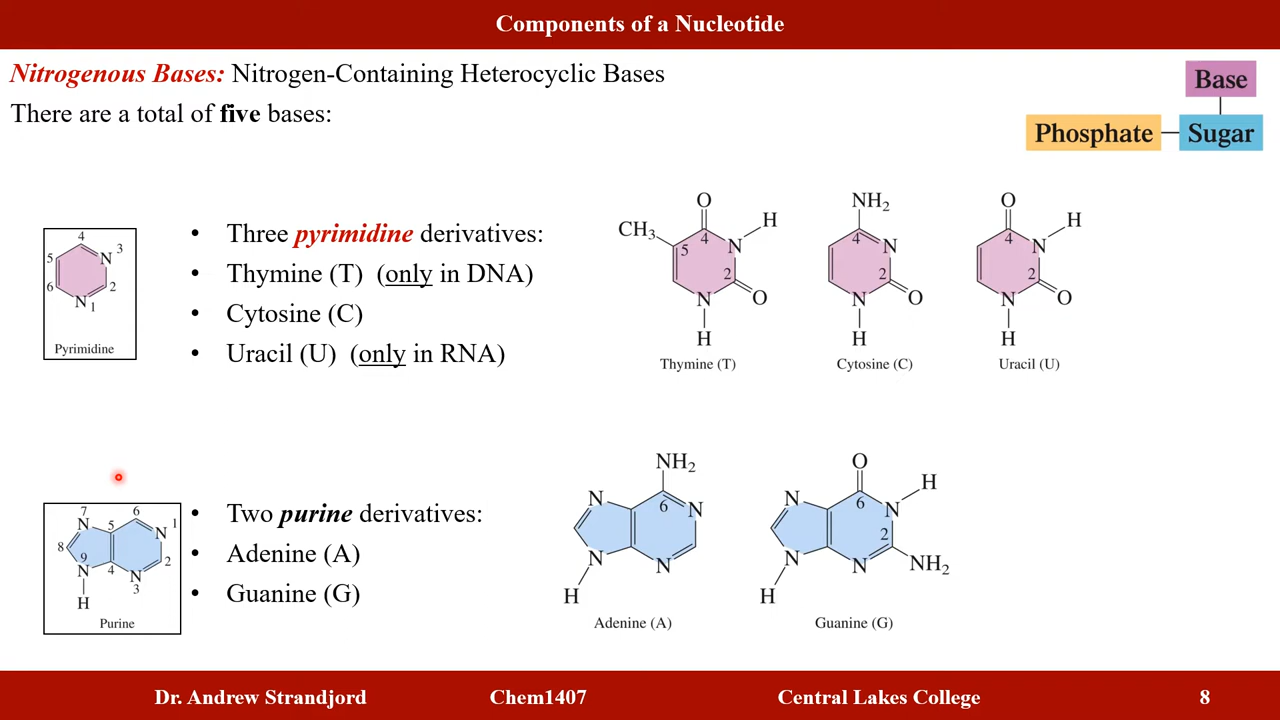 Components of a Nucleotide
Nitrogenous Bases: Nitrogen-Containing Heterocyclic Bases
There are a total of five bases:
Base
Phosphate Sugar
4
5 N 3
6 2
N 1
Pyrimidine
• Three pyrimidine derivatives:
• Thymine (T) (only in DNA)
• Cytosine (C)
• Uracil (U) (only in RNA)
O
H
CH3 4 N
5
2
N O
H
Thymine (T)
NH2
4 N
2
N O
H
Cytosine (C)
O
H
4 N
2
N O
H
Uracil (U)
7 6
N 5 1
N
8 9 2
N 4 N
3
H
Purine
• Two purine derivatives:
• Adenine (A)
• Guanine (G)
NH2
N 6 N
N N
H
Adenine (A)
O
H
N 6 N
2
N N NH2
H
Guanine (G)
Dr. Andrew Strandjord Chem1407 Central Lakes College 8